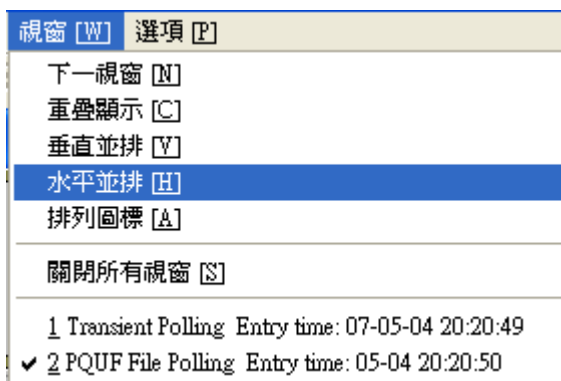 視窗 [W] 選項 [P]
下一視窗 [N]
重疊顯示 [C]
垂直並排 [V]
水平並排 [H]
排列圖標 [A]
關閉所有視窗 [S]
1 Transient Polling Entry time: 07-05-04 20:20:49
✔ 2 PQUF File Polling Entry time: 05-04 20:20:50